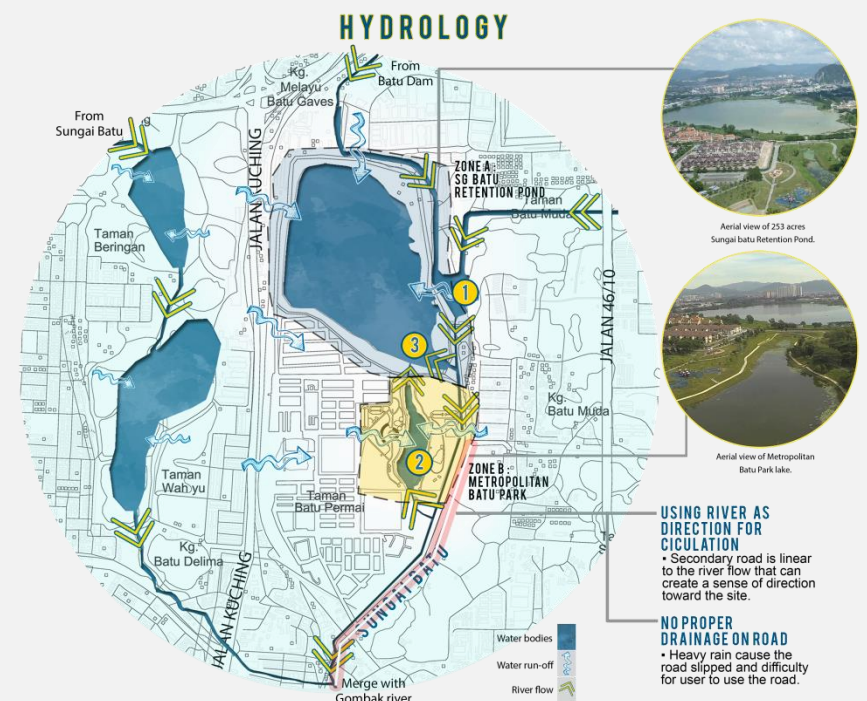 HYDROLOGY
From
Batu Dam
Kg.
Melayu
Batu Gaves
From
Sungai Batu
g
JALAN KUCHING
ZONE A :
SG BATU
RETENTION POND
Taman
Batu Muda
Taman
Beringan
Aerial view of 253 acres
Sungai batu Retention Pond.
1
JALAN 46/10
3
Kg.
Batu Muda
2
ZONE B :
METROPOLITAN
BATU PARK
Aerial view of Metropolitan
Batu Park lake.
Taman
Wahyu
Taman
Batu Permai
Kg.
Batu Delima
JALAN KUCHING
SUNGAI BATU
USING RIVER AS
DIRECTION FOR
CICULATION
• Secondary road is linear
to the river flow that can
create a sense of direction
toward the site.
NO PROPER
DRAINAGE ON ROAD
• Heavy rain cause the
road slipped and difficulty
for user to use the road.
Water bodies
Water run-off
River flow
Merge with
Gombak river